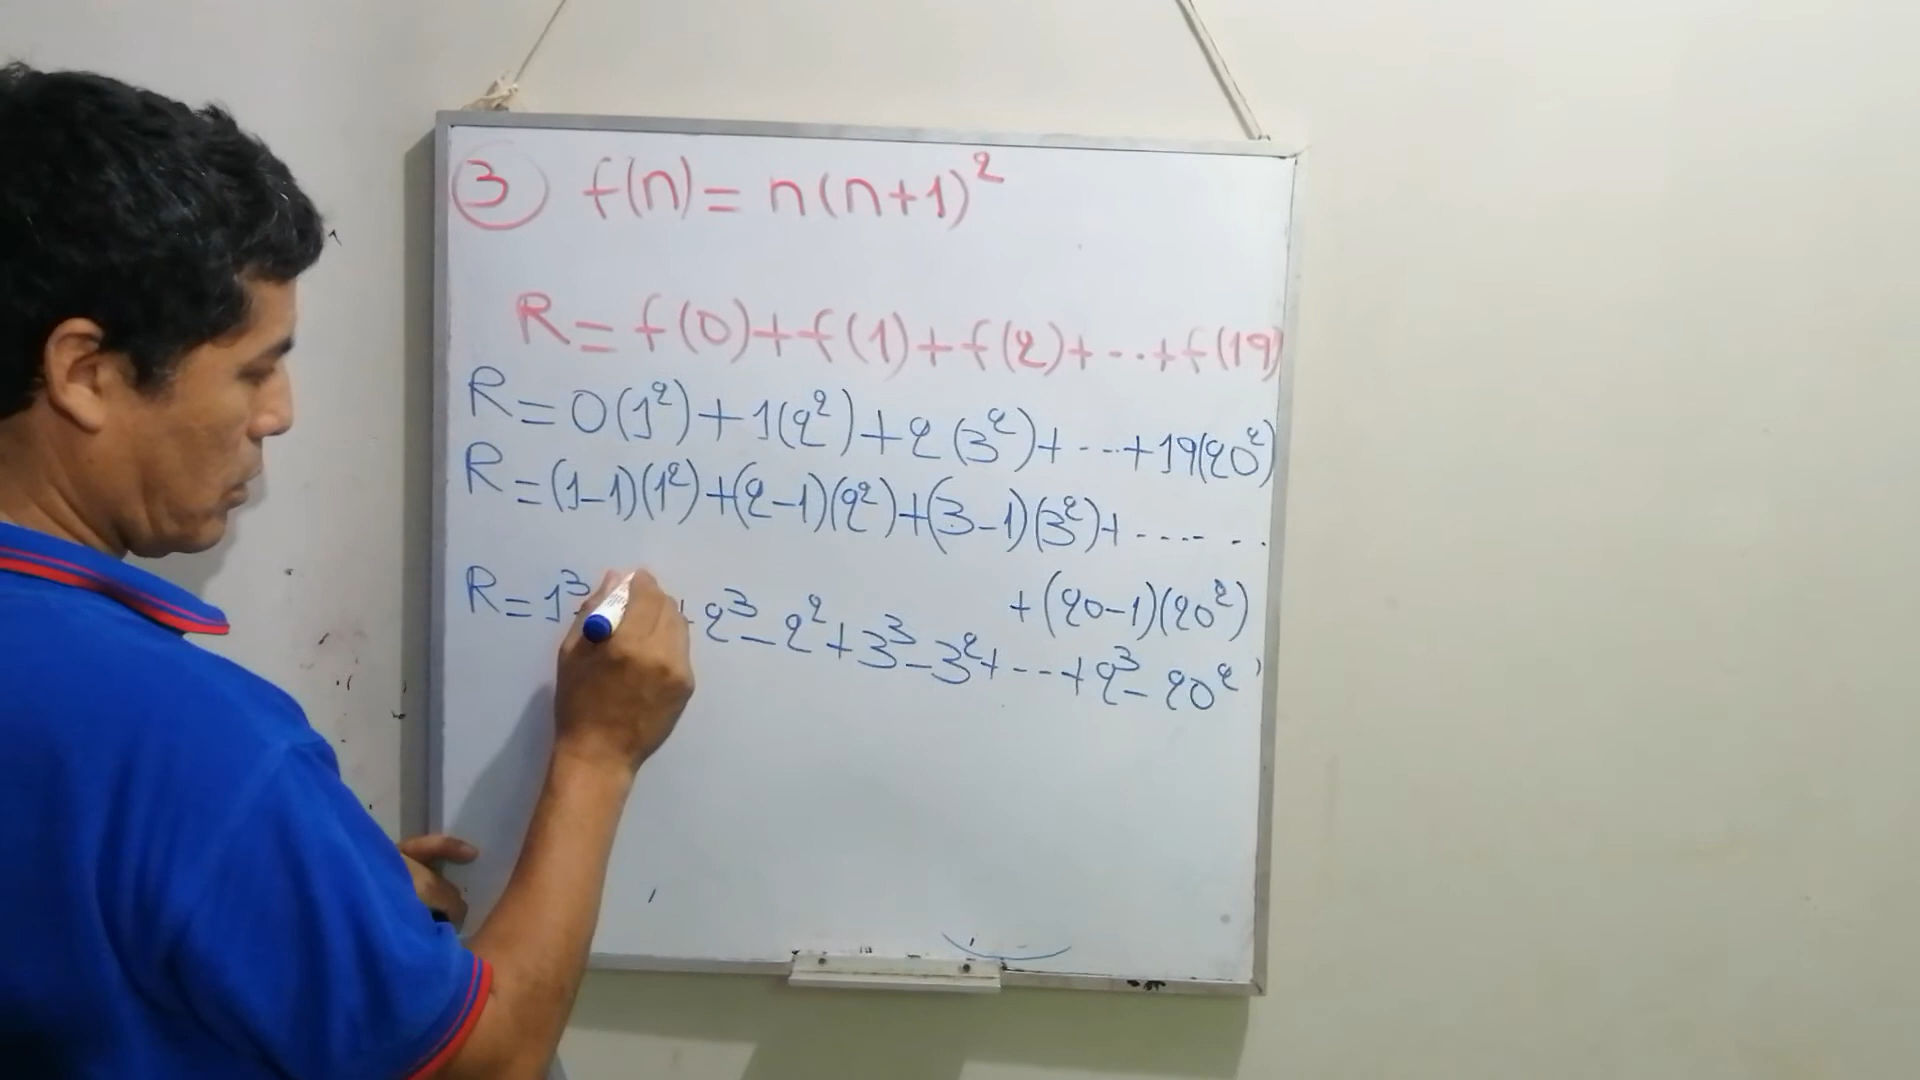 3 f(n) = n(n+1)²
R = f(0)+f(1)+f(2)+...+f(19)
R = 0(1²)+1(2²)+2(3²)+...+19(20²)
R = (1-1)(1²)+(2-1)(2²)+(3-1)(3²)+.......
+(20-1)(20²)
R = 1³ + 2³-2²+3³-3²+...+2³-20²